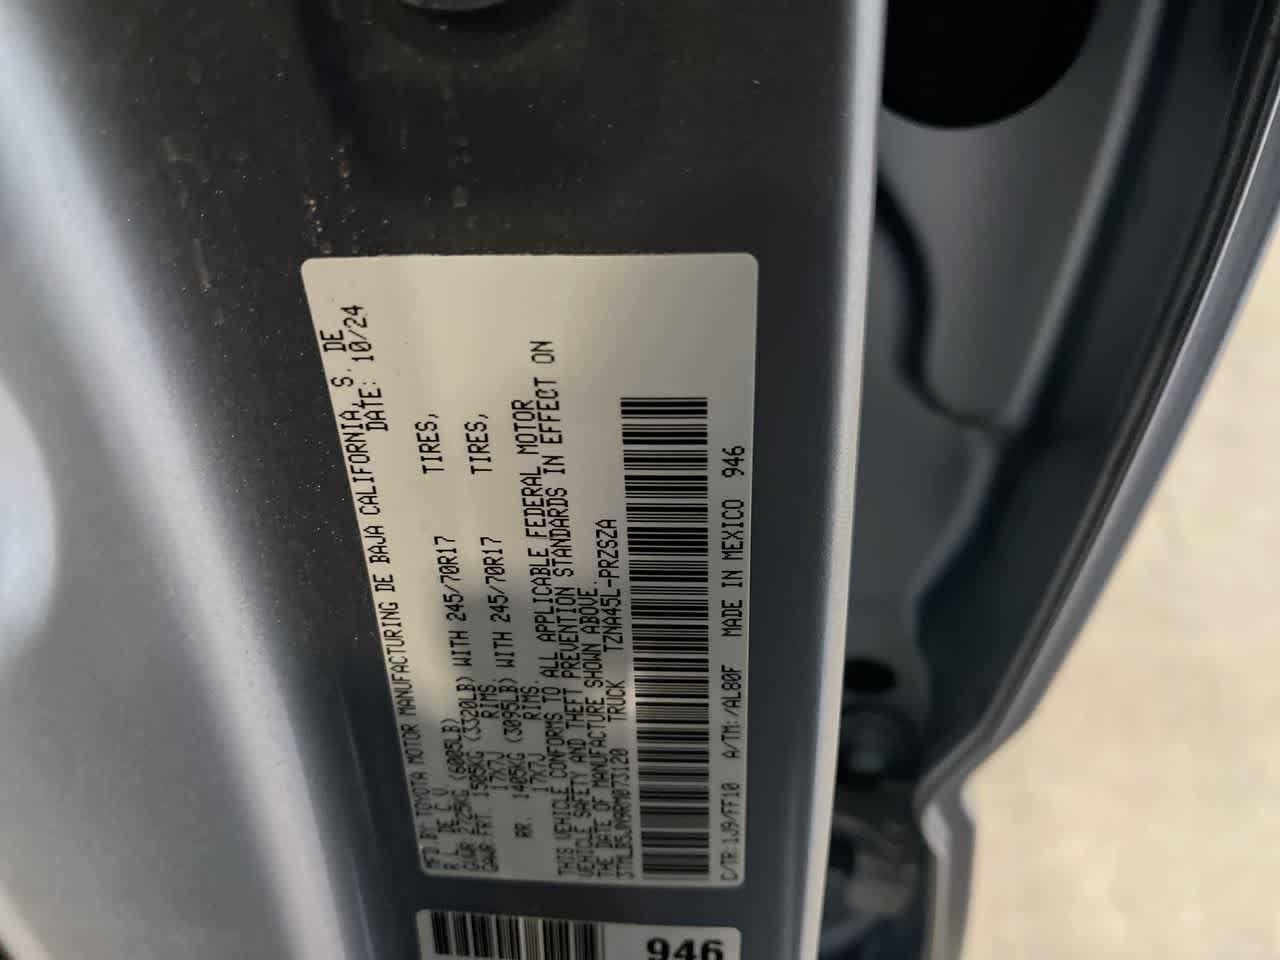 MFD BY: TOYOTA MOTOR MANUFACTURING DE BAJA CALIFORNIA, S. DE
R.L. DE C.V. DATE: 10/24
GVWR: 2725KG (6005LB)
GAWR: FRT. 1505KG (3320LB) WITH 245/70R17 TIRES,
17X7J RIMS;
RR. 1405KG (3095LB) WITH 245/70R17 TIRES,
17X7J RIMS.
THIS VEHICLE CONFORMS TO ALL APPLICABLE FEDERAL MOTOR
VEHICLE SAFETY AND THEFT PREVENTION STANDARDS IN EFFECT ON
THE DATE OF MANUFACTURE SHOWN ABOVE.
TRUCK TZNA45L-PRZSZA
C/TR:1J9/FF10 A/TM:/AL80F MADE IN MEXICO 946
946